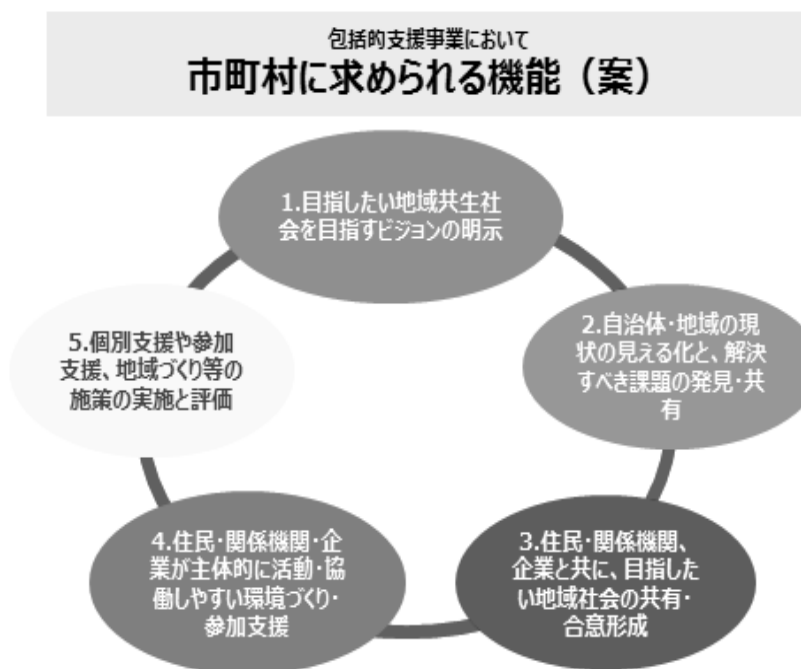 包括的支援事業において
市町村に求められる機能（案）
1.目指したい地域共生社
会を目指すビジョンの明示
2.自治体・地域の現
状の見える化と、解決
すべき課題の発見・共
有
3.住民・関係機関、
企業と共に、目指した
い地域社会の共有・
合意形成
4.住民・関係機関・企
業が主体的に活動・協
働しやすい環境づくり・
参加支援
5.個別支援や参加
支援、地域づくり等の
施策の実施と評価